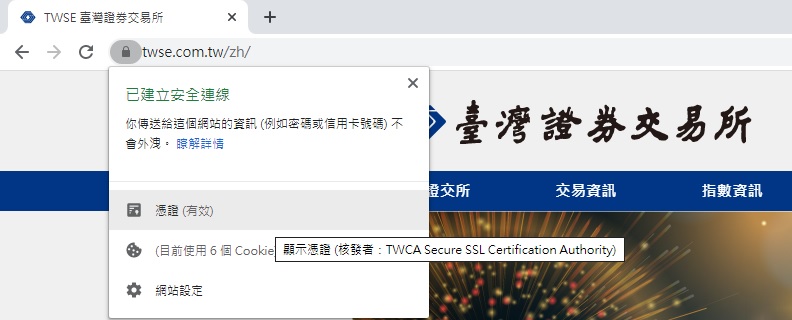 TWSE 臺灣證券交易所
twse.com.tw/zh/
已建立安全連線
你傳送給這個網站的資訊 (例如密碼或信用卡號碼) 不
會外洩。 瞭解詳情
臺灣證券交易所
證交所
交易資訊
指數資訊
憑證 (有效)
(目前使用 6 個 Cookie
顯示憑證 (核發者：TWCA Secure SSL Certification Authority)
網站設定